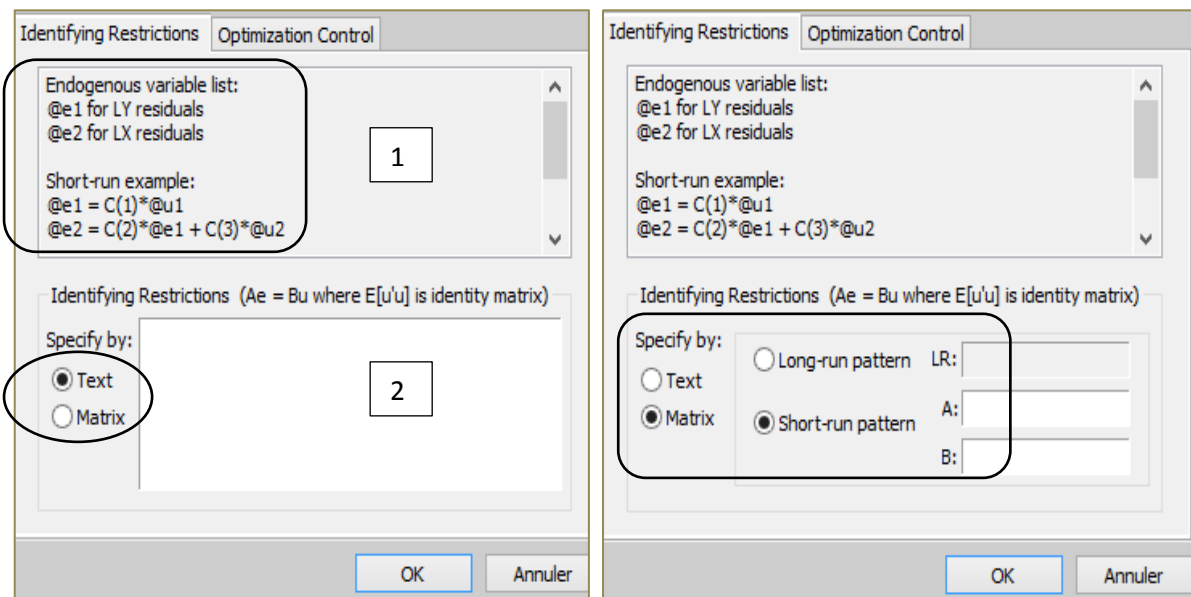 Identifying Restrictions
Optimization Control
Endogenous variable list:
@e1 for LY residuals
@e2 for LX residuals
1
Short-run example:
@e1 = C(1)*@u1
@e2 = C(2)*@e1 + C(3)*@u2
Identifying Restrictions (Ae = Bu where E[u'u] is identity matrix)
Specify by:
Text
Matrix
2
OK
Annuler
Identifying Restrictions
Optimization Control
Endogenous variable list:
@e1 for LY residuals
@e2 for LX residuals
Short-run example:
@e1 = C(1)*@u1
@e2 = C(2)*@e1 + C(3)*@u2
Identifying Restrictions (Ae = Bu where E[u'u] is identity matrix)
Specify by:
Text
Matrix
Long-run pattern
LR:
Short-run pattern
A:
B:
OK
Annuler